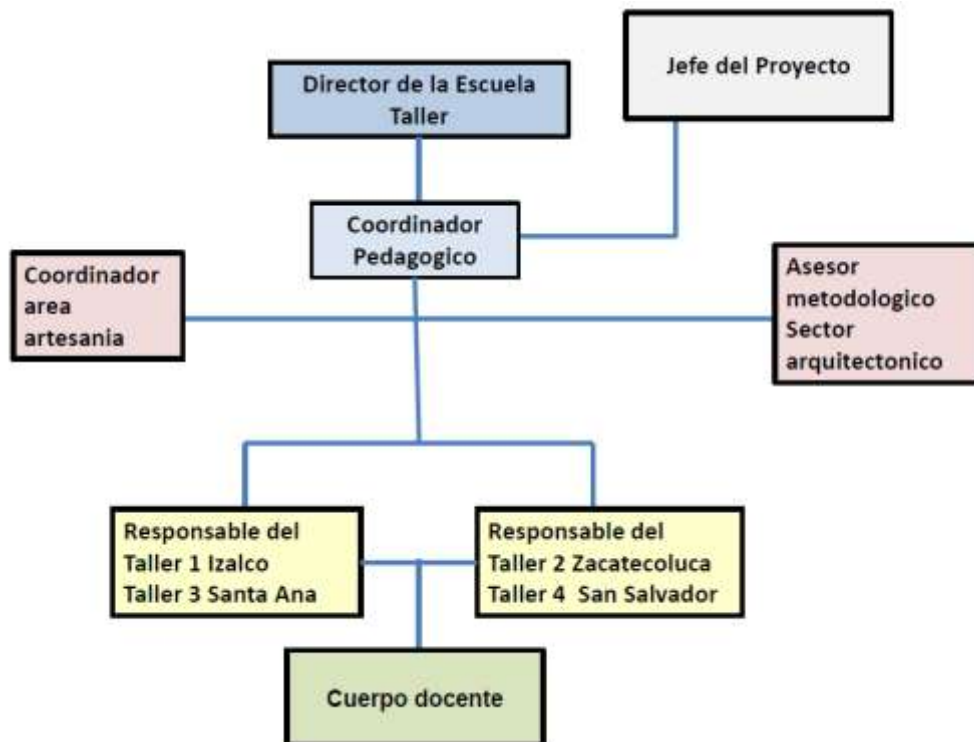 Jefe del Proyecto
Director de la Escuela
Taller
Coordinador
Pedagogico
Coordinador
area
artesania
Asesor
metodologico
Sector
arquitectonico
Responsable del
Taller 1 Izalco
Taller 3 Santa Ana
Responsable del
Taller 2 Zacatecoluca
Taller 4 San Salvador
Cuerpo docente